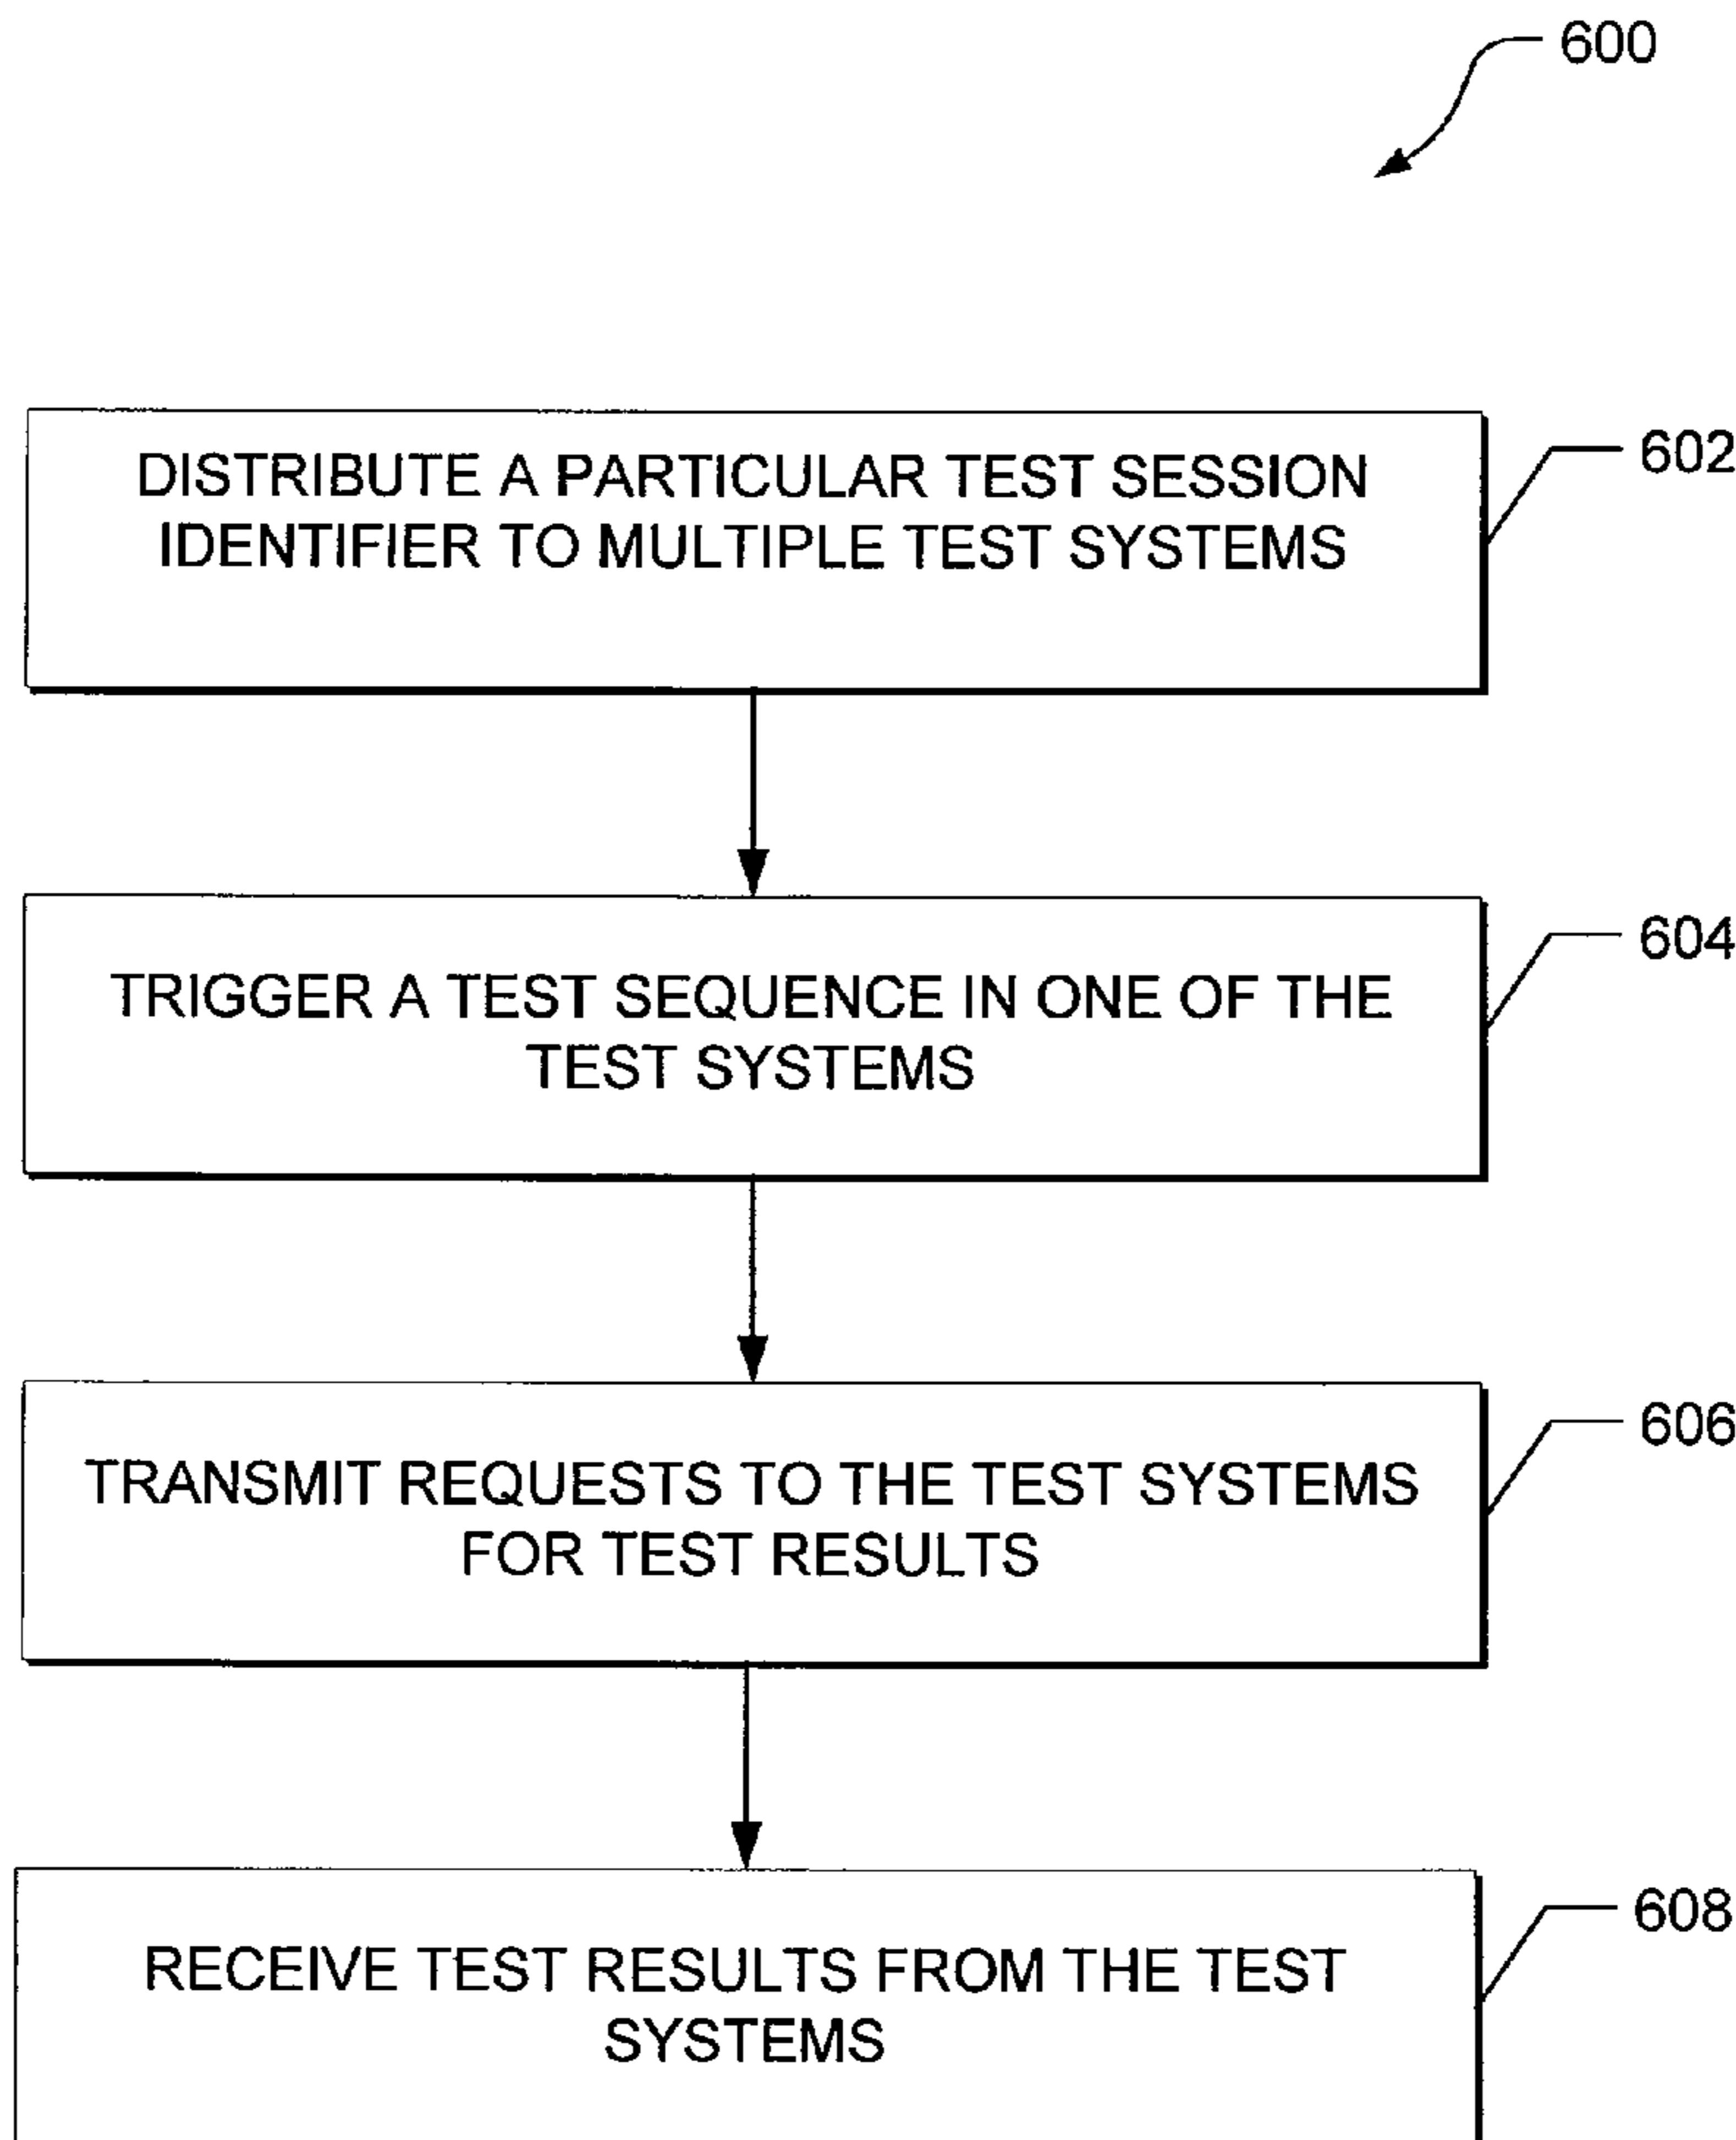 600
DISTRIBUTE A PARTICULAR TEST SESSION
IDENTIFIER TO MULTIPLE TEST SYSTEMS
602
TRIGGER A TEST SEQUENCE IN ONE OF THE
TEST SYSTEMS
604
TRANSMIT REQUESTS TO THE TEST SYSTEMS
FOR TEST RESULTS
606
RECEIVE TEST RESULTS FROM THE TEST
SYSTEMS
608